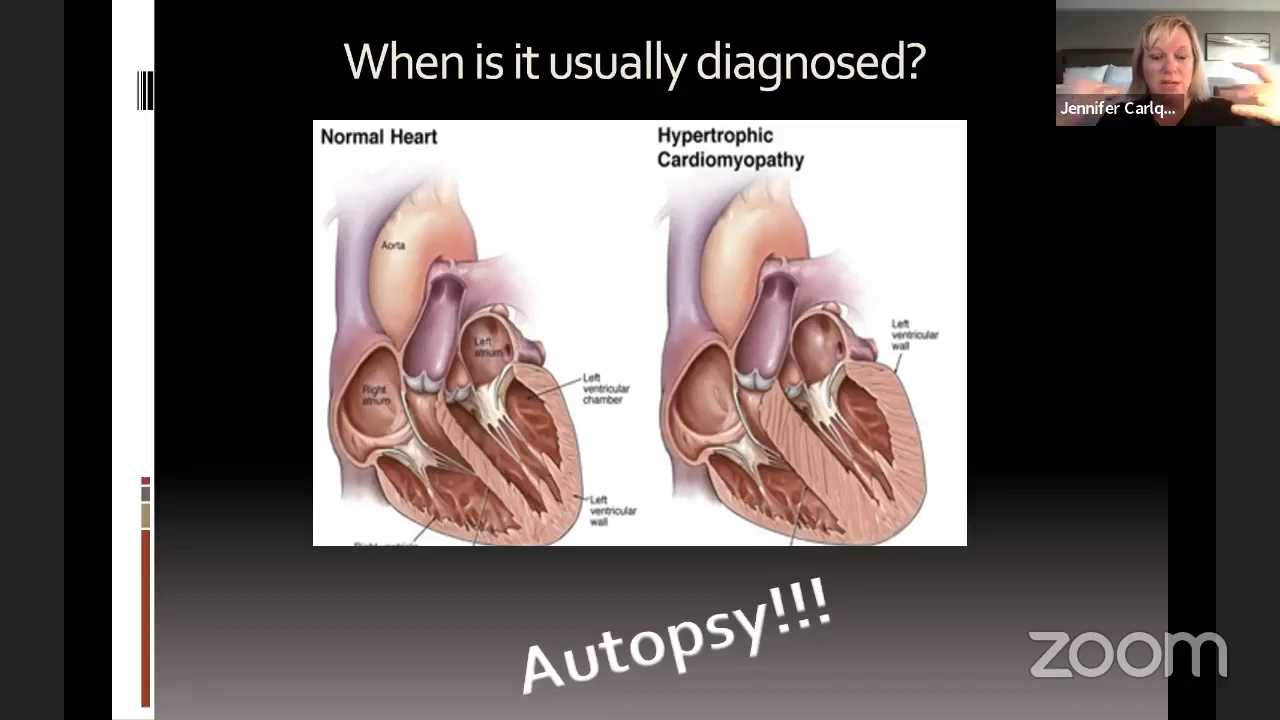 When is it usually diagnosed?
Jennifer Carlq...
Normal Heart
Aorta
Left
atrium
Right
atrium
Left
ventricular
chamber
Left
ventricular
wall
Hypertrophic
Cardiomyopathy
Left
ventricular
wall
Autopsy!!!
zoom